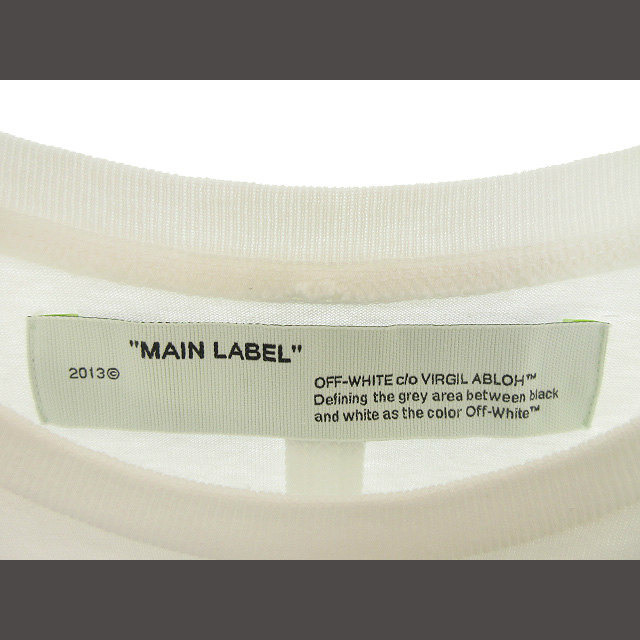 "MAIN LABEL"
2013©
OFF-WHITE c/o VIRGIL ABLOH™
Defining the grey area between black
and white as the color Off-White™